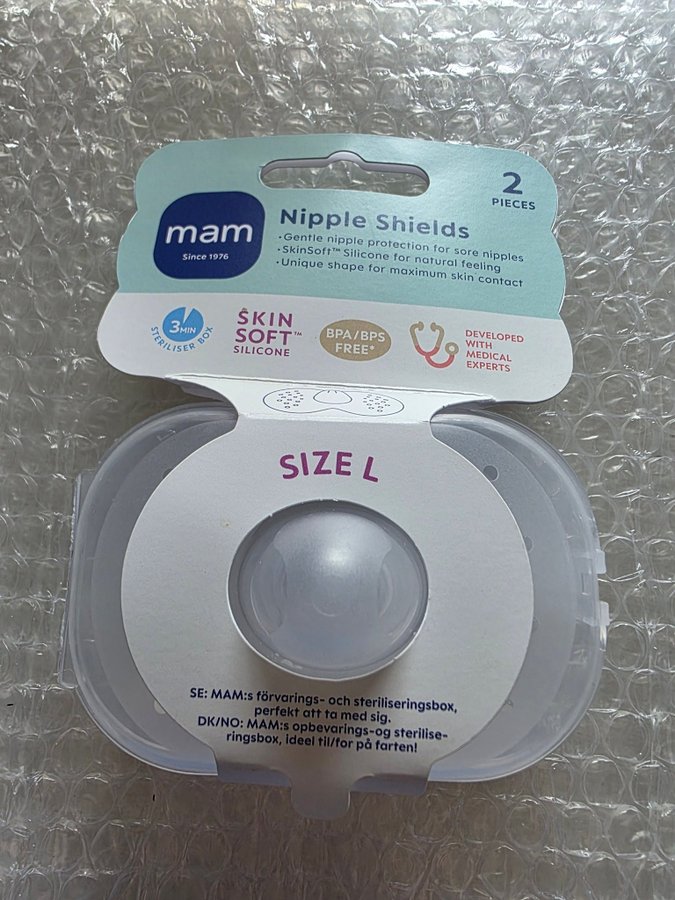 2
PIECES
mam
Since 1976
Nipple Shields
•Gentle nipple protection for sore nipples
•SkinSoft™ Silicone for natural feeling
•Unique shape for maximum skin contact
3MIN
STERILISER BOX
SKIN
SOFT™
SILICONE
BPA/BPS
FREE*
DEVELOPED
WITH
MEDICAL
EXPERTS
SIZE L
SE: MAM:s förvarings- och steriliseringsbox,
perfekt att ta med sig.
DK/NO: MAM:s opbevarings-og sterilise-
ringsbox, ideel til/for på farten!